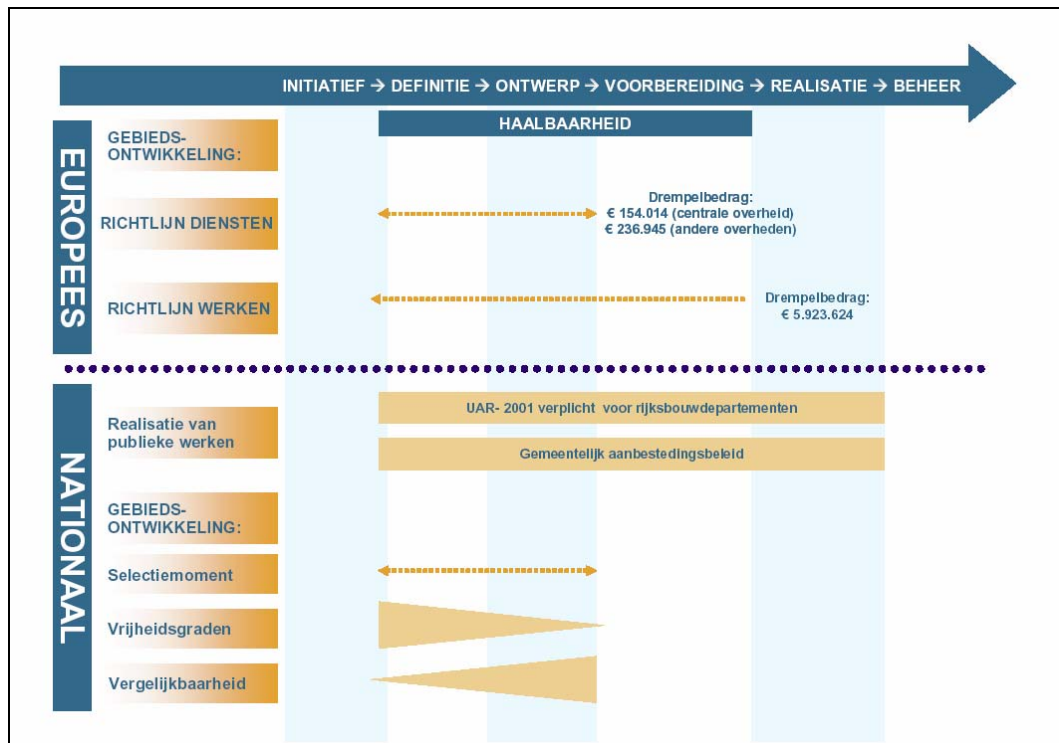 INITIATIEF → DEFINITIE → ONTWERP → VOORBEREIDING → REALISATIE → BEHEER
EUROPEES
GEBIEDS-
ONTWIKKELING:
HAALBAARHEID
RICHTLIJN DIENSTEN
Drempelbedrag:
€ 154.014 (centrale overheid)
€ 236.945 (andere overheden)
RICHTLIJN WERKEN
Drempelbedrag:
€ 5.923.624
NATIONAAL
Realisatie van
publieke werken
UAR- 2001 verplicht voor rijksbouwdepartementen
Gemeentelijk aanbestedingsbeleid
GEBIEDS-
ONTWIKKELING:
Selectiemoment
Vrijheidsgraden
Vergelijkbaarheid